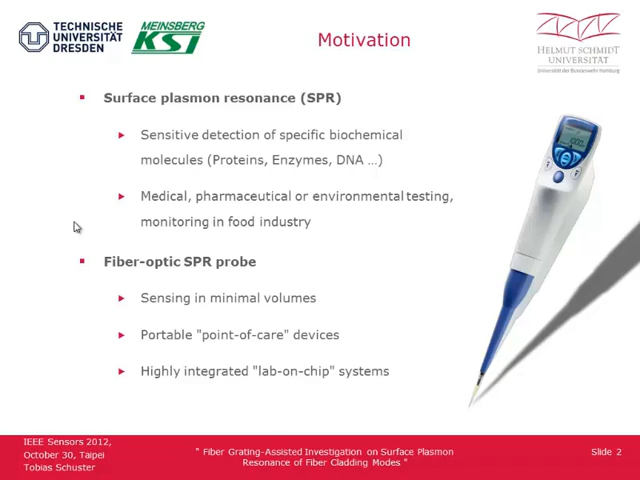 TECHNISCHE
UNIVERSITÄT
DRESDEN
MEINSBERG
KSI
Motivation
HELMUT SCHMIDT
UNIVERSITÄT
Universität der Bundeswehr Hamburg
Surface plasmon resonance (SPR)
Sensitive detection of specific biochemical
molecules (Proteins, Enzymes, DNA …)
Medical, pharmaceutical or environmental testing,
monitoring in food industry
Fiber-optic SPR probe
Sensing in minimal volumes
Portable "point-of-care" devices
Highly integrated "lab-on-chip" systems
IEEE Sensors 2012,
October 30, Taipei
Tobias Schuster
" Fiber Grating-Assisted Investigation on Surface Plasmon
Resonance of Fiber Cladding Modes "
Slide 2